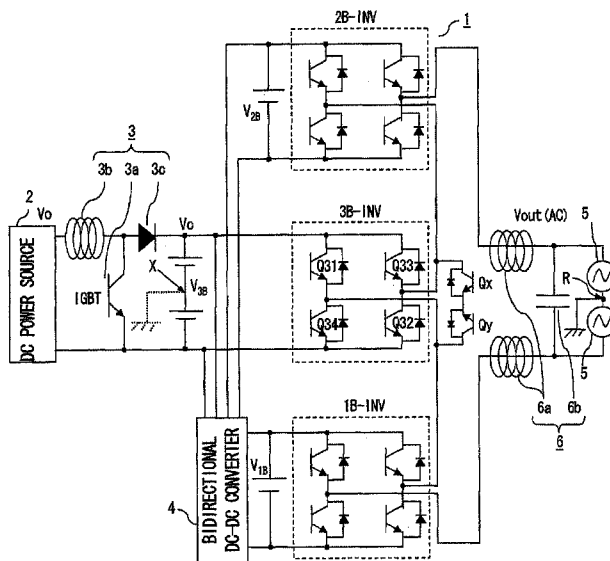 2B-INV
1
V2B
3
3b
3a
3c
2
Vo
DC POWER SOURCE
IGBT
Vo
X
V3B
3B-INV
Q31
Q33
Q34
Q32
Qx
Qy
Vout(AC)
5
R
5
6a
6b
6
1B-INV
V1B
4
BIDIRECTIONAL
DC-DC CONVERTER